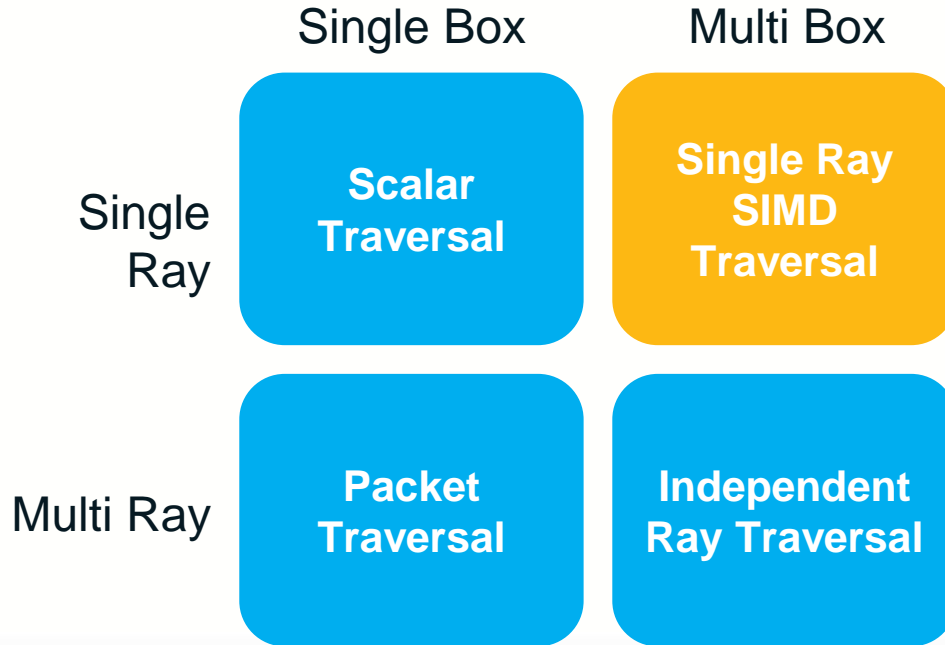 Single Box
Multi Box
Single
Ray
Scalar
Traversal
Single Ray
SIMD
Traversal
Multi Ray
Packet
Traversal
Independent
Ray Traversal